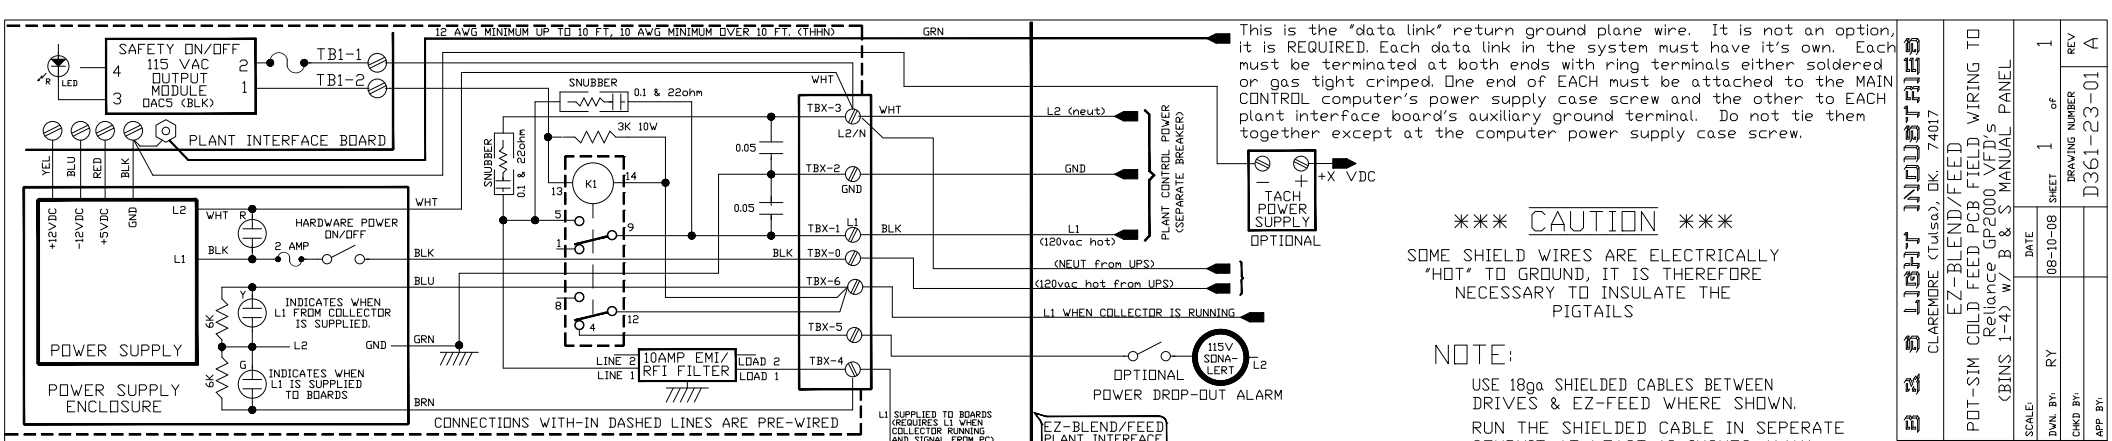 SAFETY ON/OFF
115 VAC
OUTPUT
MODULE
OAC5 (BLK)
4
3
2
1
R
LED
TB1-1
TB1-2
PLANT INTERFACE BOARD
12 AWG MINIMUM UP TO 10 FT, 10 AWG MINIMUM OVER 10 FT. (THHN)
GRN
YEL
BLU
RED
BLK
+12VDC
-12VDC
+5VDC
GND
L2
WHT
R
HARDWARE POWER
ON/OFF
2 AMP
L1
BLK
Y
INDICATES WHEN
L1 FROM COLLECTOR
IS SUPPLIED.
6K
L2
GND
6K
G
INDICATES WHEN
L1 IS SUPPLIED
TO BOARDS
POWER SUPPLY
POWER SUPPLY
ENCLOSURE
WHT
BLK
BLU
GRN
BRN
SNUBBER
0.1 & 22ohm
SNUBBER
0.1 & 22ohm
3K 10W
K1
13
14
5
9
1
8
12
4
0.05
0.05
WHT
TBX-3
L2/N
TBX-2
GND
L1
TBX-1
BLK
TBX-0
TBX-6
TBX-5
TBX-4
WHT
BLK
LINE 2
LINE 1
10AMP EMI/
RFI FILTER
LOAD 2
LOAD 1
CONNECTIONS WITH-IN DASHED LINES ARE PRE-WIRED
L1 SUPPLIED TO BOARDS
(REQUIRES L1 WHEN
COLLECTOR RUNNING
AND SIGNAL FROM PC)
L2 (neut)
GND
L1
(120vac hot)
PLANT CONTROL POWER
(SEPARATE BREAKER)
(NEUT from UPS)
(120vac hot from UPS)
L1 WHEN COLLECTOR IS RUNNING
OPTIONAL
115V
SONA-
LERT
L2
POWER DROP-OUT ALARM
EZ-BLEND/FEED
PLANT INTERFACE
This is the "data link" return ground plane wire. It is not an option,
it is REQUIRED. Each data link in the system must have it's own. Each
must be terminated at both ends with ring terminals either soldered
or gas tight crimped. One end of EACH must be attached to the MAIN
CONTROL computer's power supply case screw and the other to EACH
plant interface board's auxiliary ground terminal. Do not tie them
together except at the computer power supply case screw.
- +
TACH
POWER
SUPPLY
OPTIONAL
+X VDC
*** CAUTION ***
SOME SHIELD WIRES ARE ELECTRICALLY
"HOT" TO GROUND, IT IS THEREFORE
NECESSARY TO INSULATE THE
PIGTAILS
NOTE:
USE 18ga SHIELDED CABLES BETWEEN
DRIVES & EZ-FEED WHERE SHOWN.
RUN THE SHIELDED CABLE IN SEPERATE
B & B LIGHT INDUSTRIES
CLAREMORE (Tulsa), OK. 74017
EZ-BLEND/FEED
POT-SIM COLD FEED PCB FIELD WIRING TO
Reliance GP2000 VFD's
(BINS 1-4) w/ B & S MANUAL PANEL
SCALE:
DATE
08-10-08
SHEET 1 of 1
DWN. BY: RY
CHKD BY:
APP BY:
DRAWING NUMBER
D361-23-01
REV
A